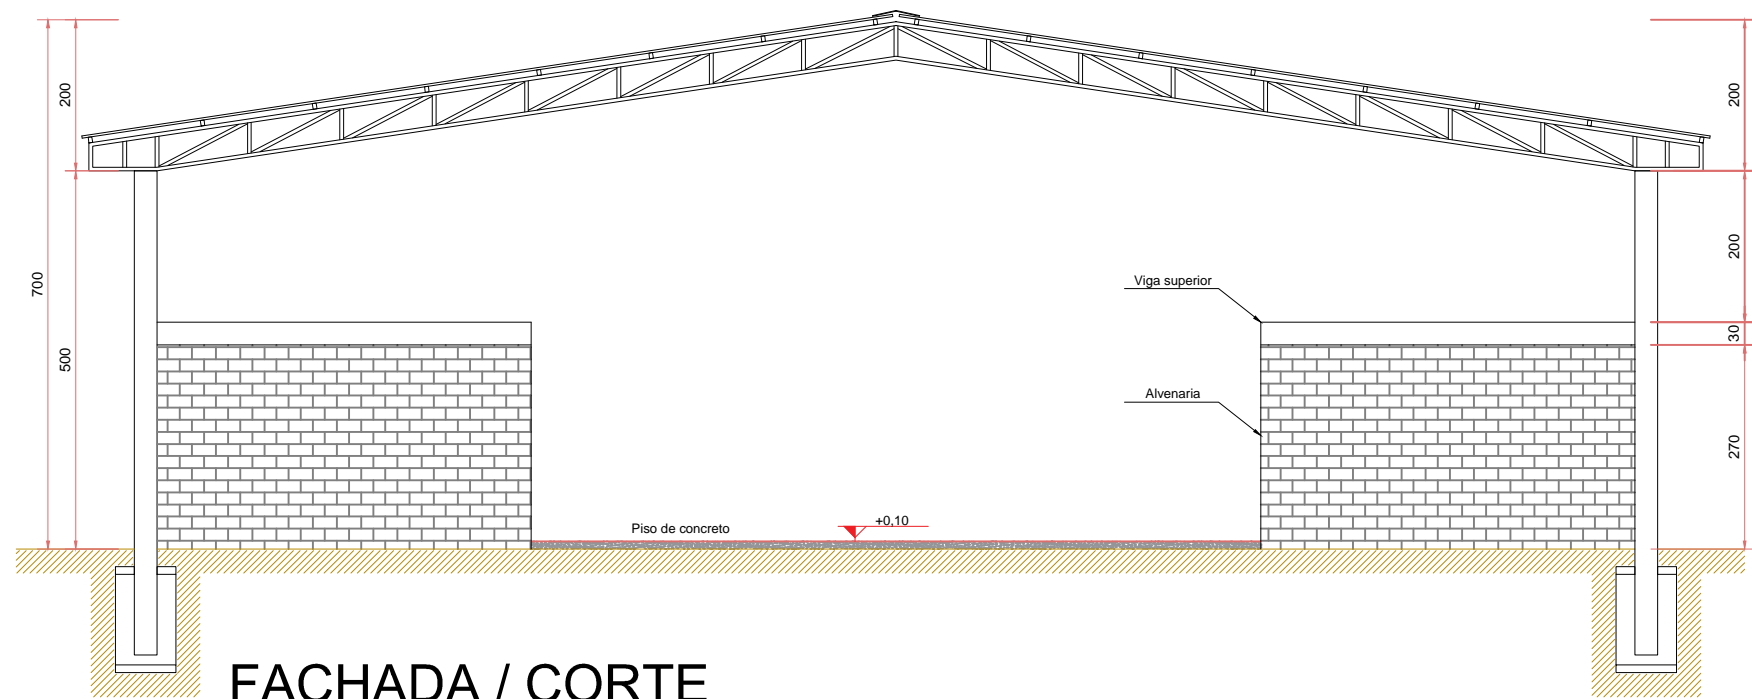 200
700
500
200
200
30
270
Viga superior
Alvenaria
Piso de concreto
+0,10
FACHADA / CORTE